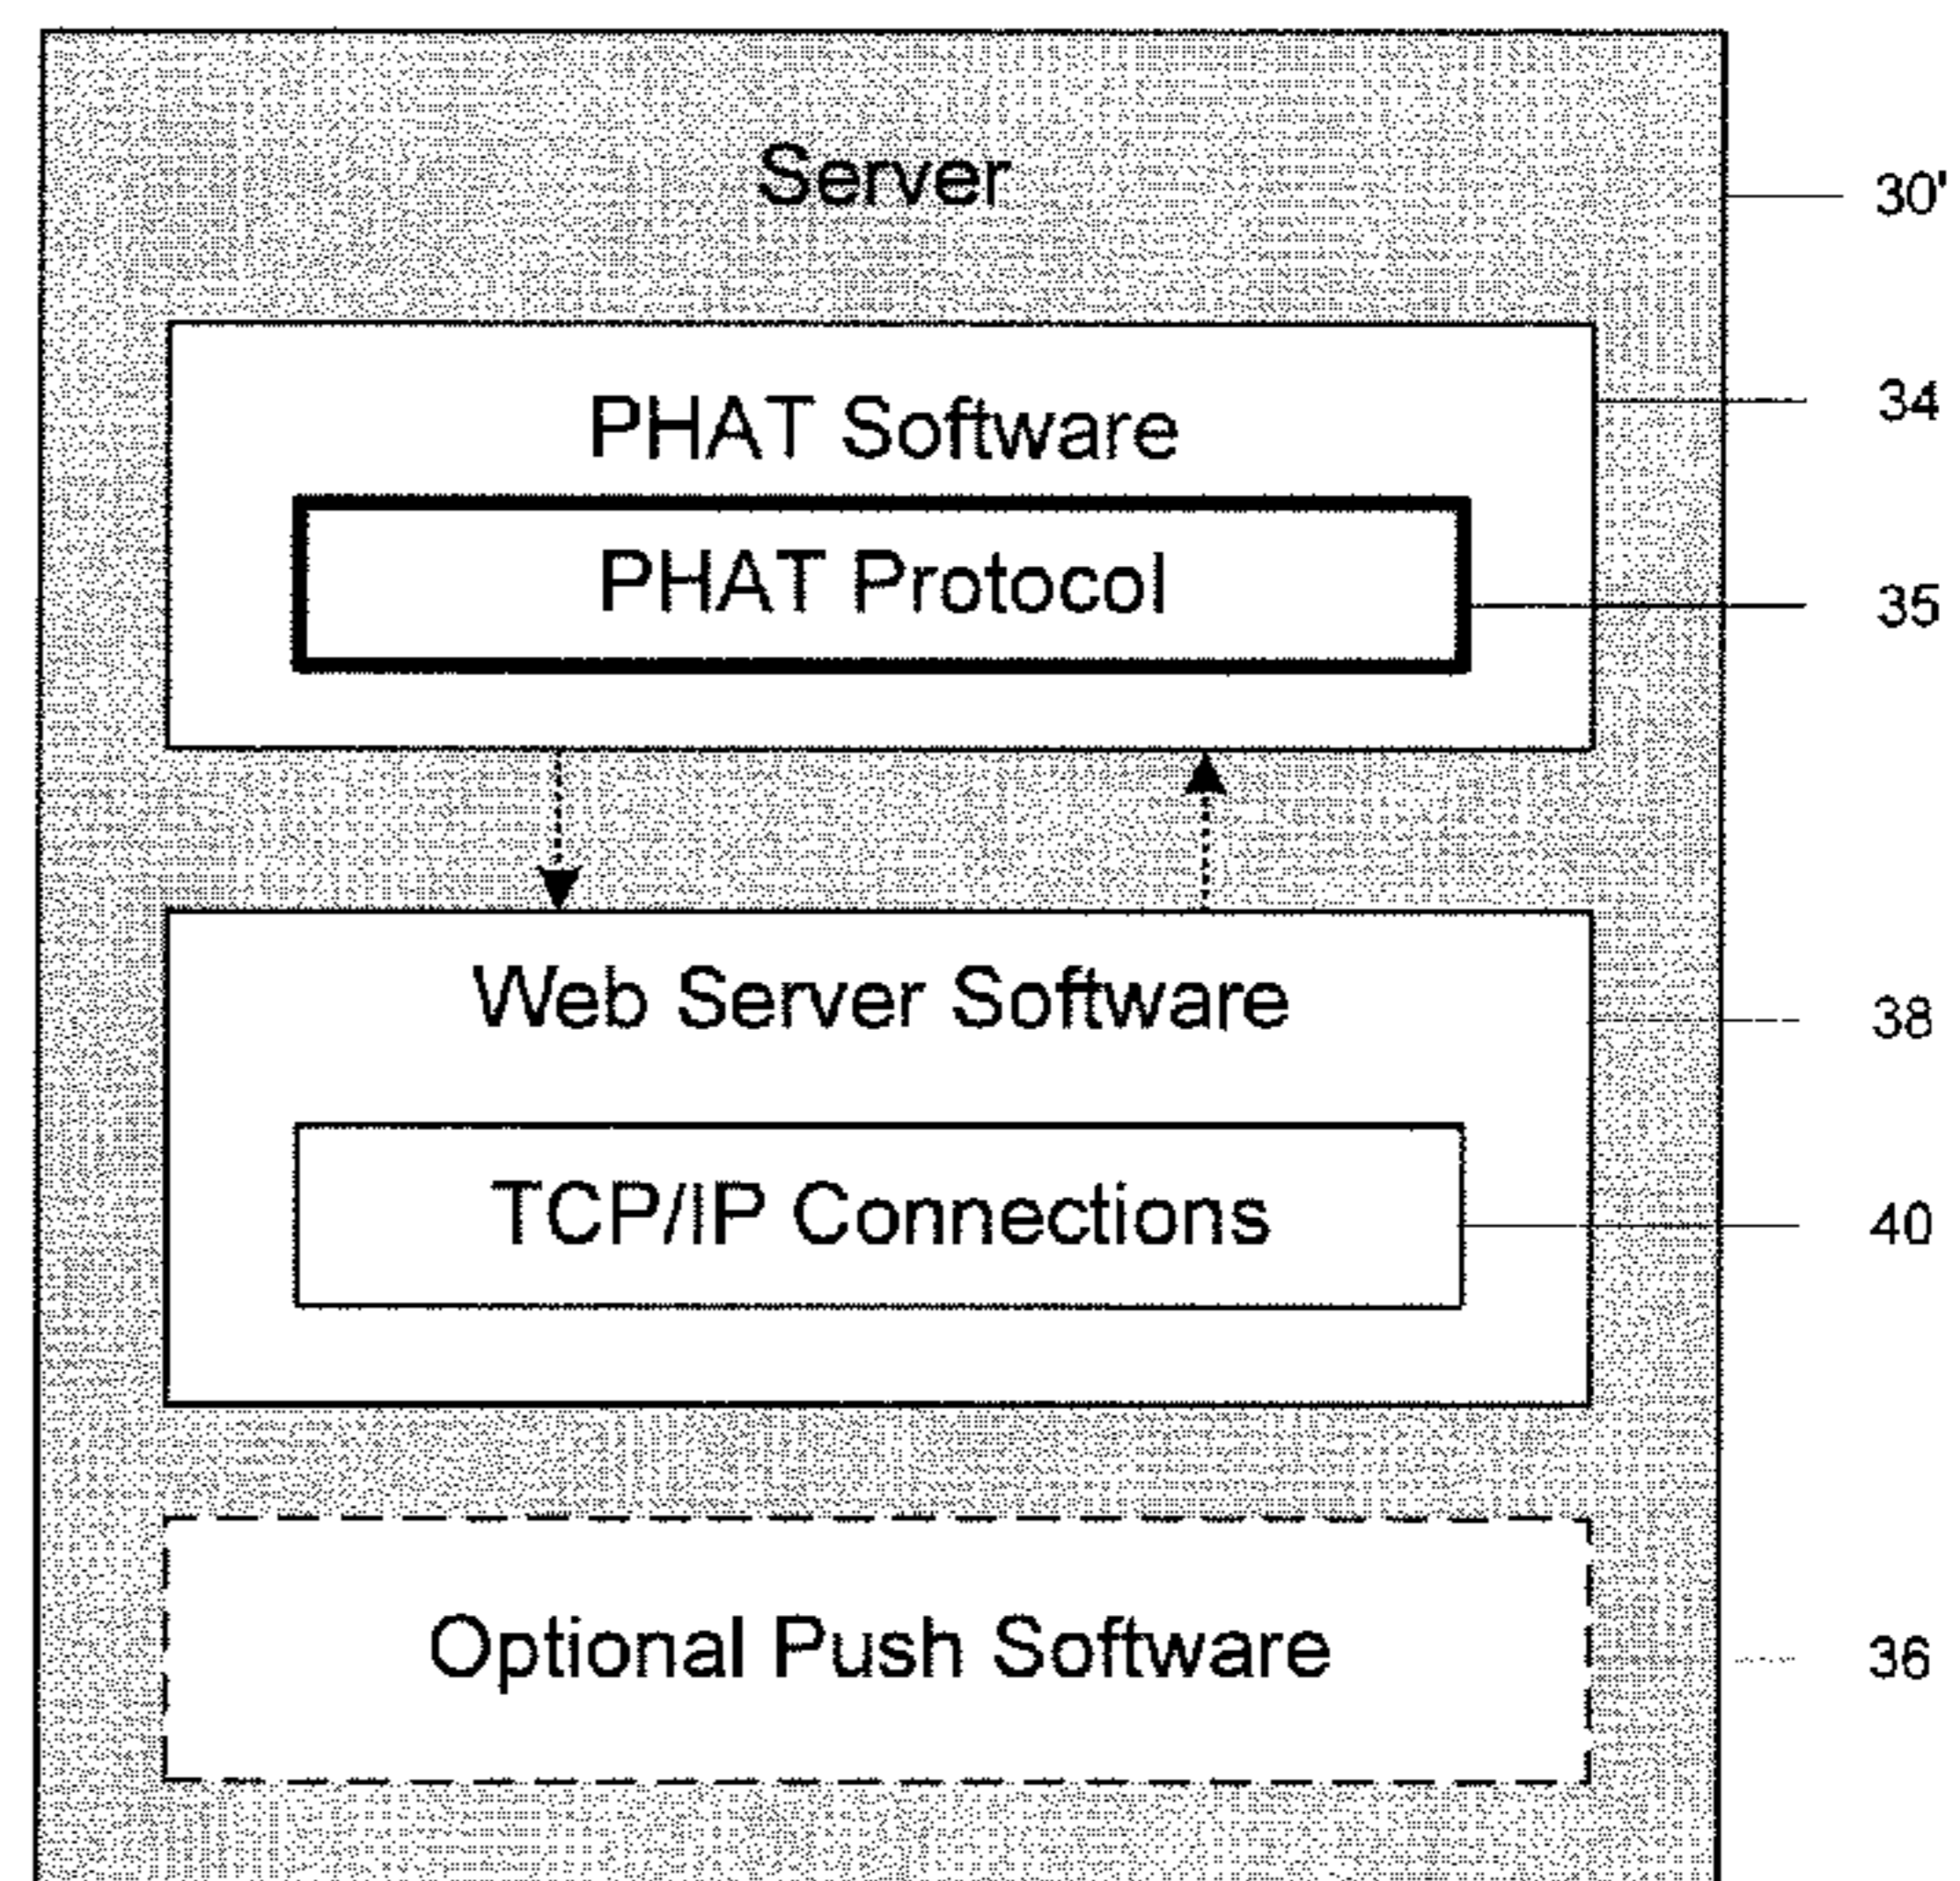 Server
30'
PHAT Software
34
PHAT Protocol
35
Web Server Software
38
TCP/IP Connections
40
Optional Push Software
36